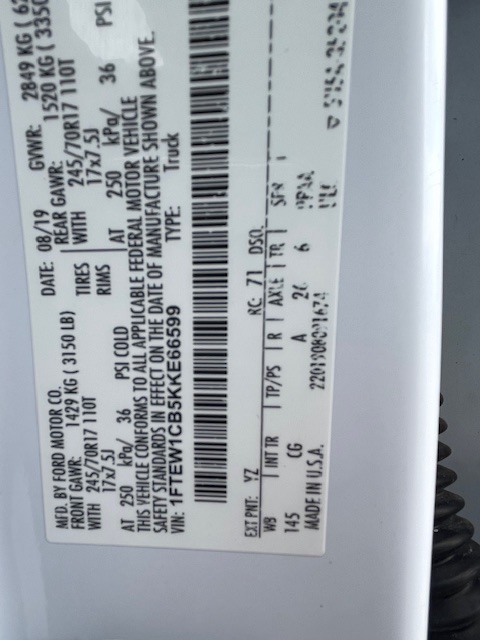 MFD. BY FORD MOTOR CO.
DATE: 08/19
GVWR: 2849 KG (
FRONT GAWR: 1429 KG ( 3150 LB)
REAR GAWR: 1520 KG (
WITH 245/70R17 110T TIRES
WITH 245/70R17 110T
17x7.5J RIMS
17x7.5J
AT 250 kPa/ 36 PSI COLD
AT 250 kPa/ 36 PSI
THIS VEHICLE CONFORMS TO ALL APPLICABLE FEDERAL MOTOR VEHICLE
SAFETY STANDARDS IN EFFECT ON THE DATE OF MANUFACTURE SHOWN ABOVE.
VIN: 1FTEW1CB5KKE66599
TYPE: Truck
EXT PNT: YZ RC: 71 DSO:
WB INT TR TP/PS R AXLE TR
145 CG A 6
MADE IN U.S.A.